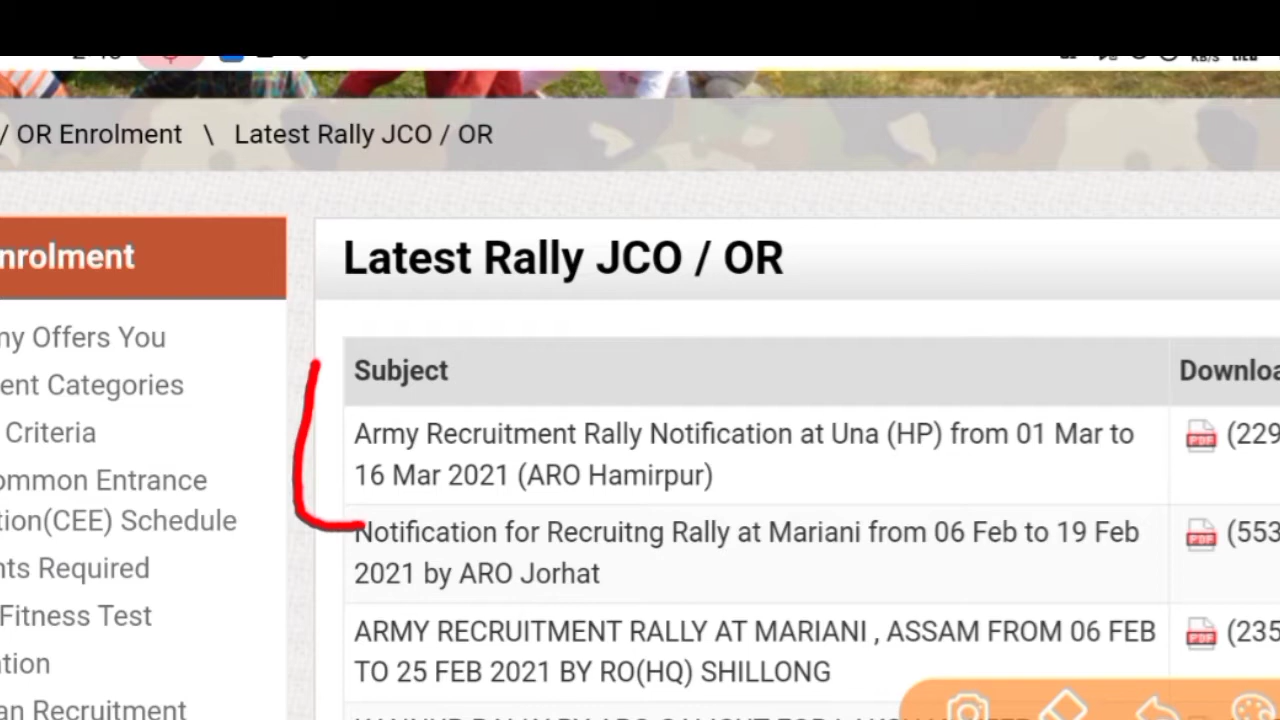 / OR Enrolment \ Latest Rally JCO / OR
nrolment
Latest Rally JCO / OR
ny Offers You
ent Categories
Criteria
ommon Entrance
tion(CEE) Schedule
nts Required
Fitness Test
ation
an Recruitment
Subject
Downloa
Army Recruitment Rally Notification at Una (HP) from 01 Mar to
16 Mar 2021 (ARO Hamirpur)
(229
Notification for Recruitng Rally at Mariani from 06 Feb to 19 Feb
2021 by ARO Jorhat
(553
ARMY RECRUITMENT RALLY AT MARIANI , ASSAM FROM 06 FEB
TO 25 FEB 2021 BY RO(HQ) SHILLONG
(235